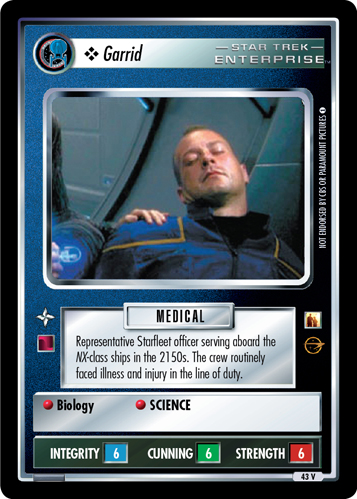 ❖ Garrid
STAR TREK
ENTERPRISE™
NOT ENDORSED BY CBS OR PARAMOUNT PICTURES
MEDICAL
Representative Starfleet officer serving aboard the
NX-class ships in the 2150s. The crew routinely
faced illness and injury in the line of duty.
Biology
SCIENCE
INTEGRITY 6 CUNNING 6 STRENGTH 6
43 V